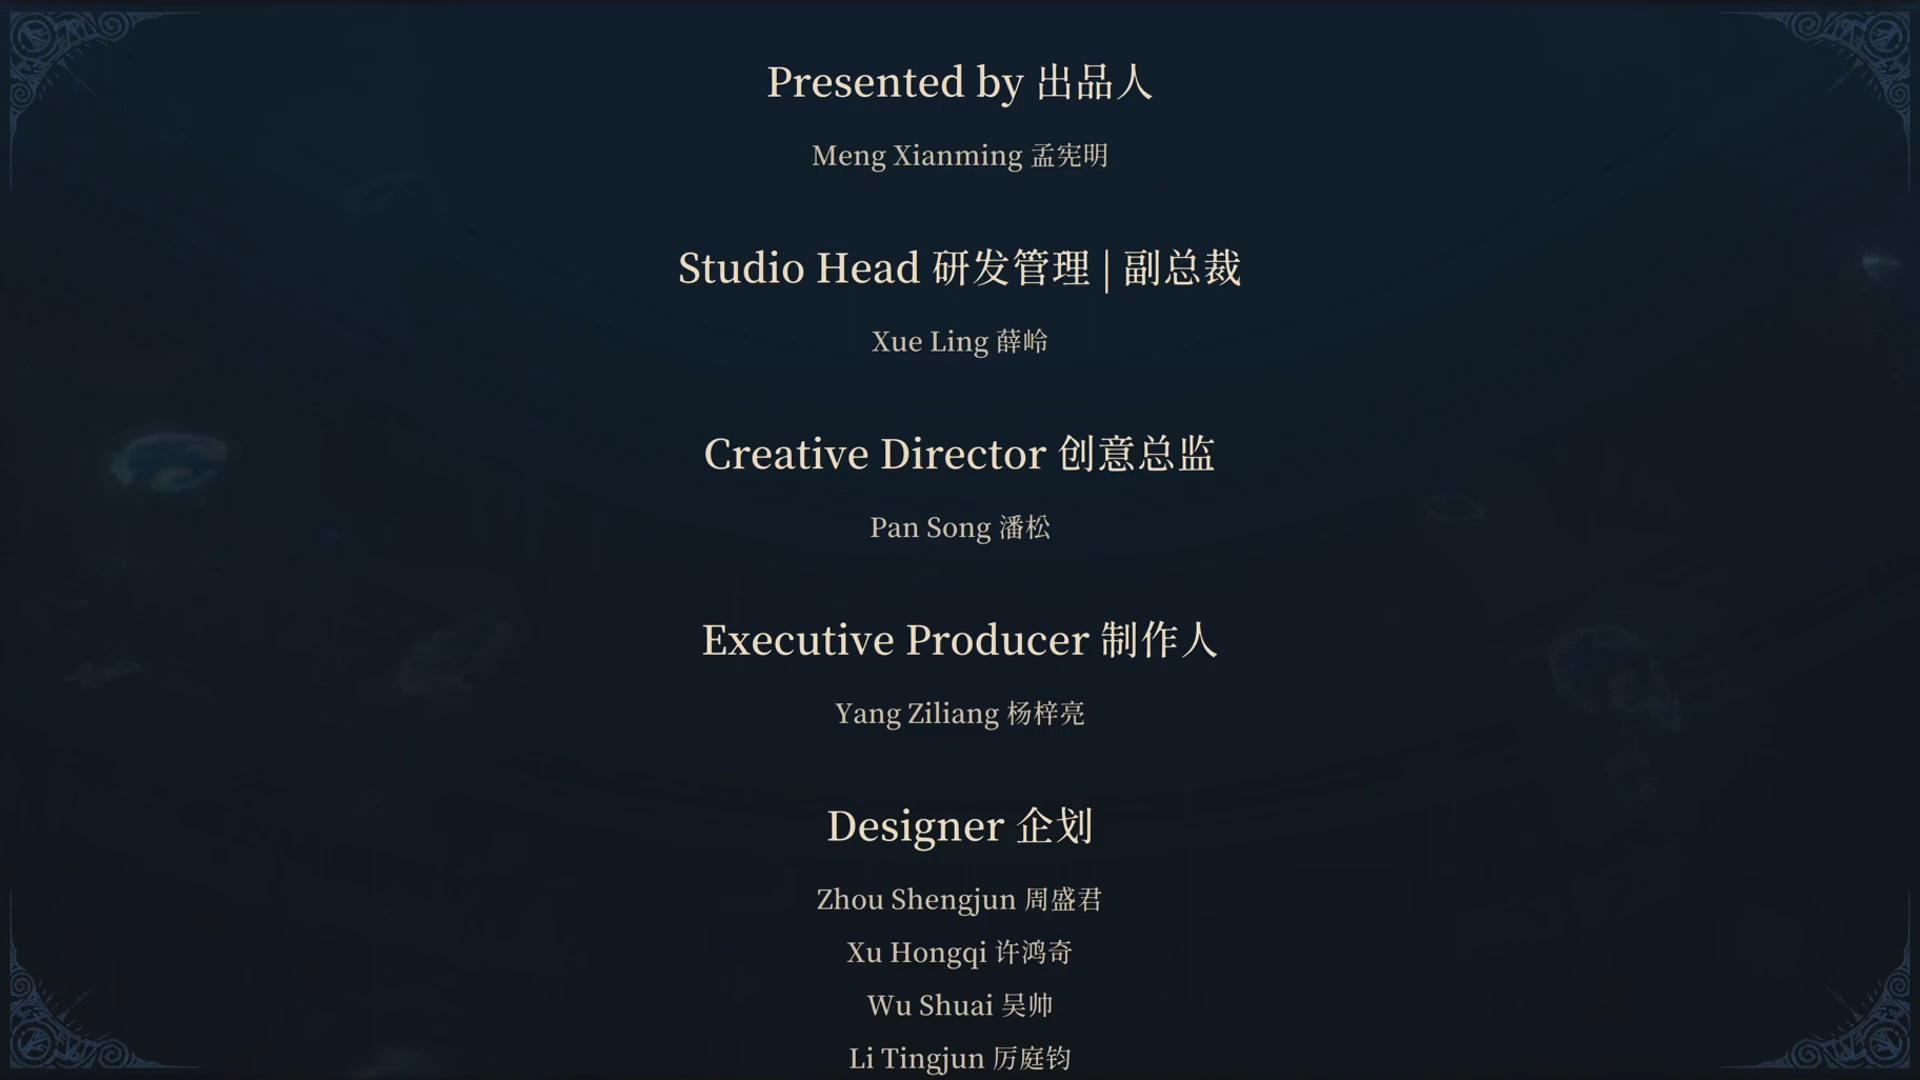 Presented by 出品人
Meng Xianming 孟宪明
Studio Head 研发管理 | 副总裁
Xue Ling 薛岭
Creative Director 创意总监
Pan Song 潘松
Executive Producer 制作人
Yang Ziliang 杨梓亮
Designer 企划
Zhou Shengjun 周盛君
Xu Hongqi 许鸿奇
Wu Shuai 吴帅
Li Tingjun 厉庭钧